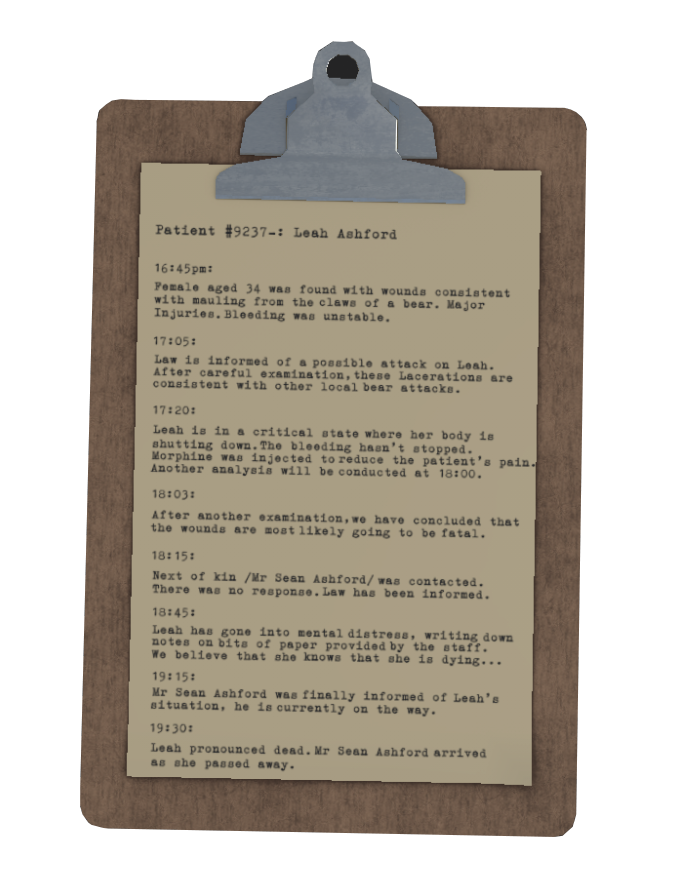 Patient #9237-: Leah Ashford
16:45pm:
Female aged 34 was found with wounds consistent
with mauling from the claws of a bear. Major
Injuries. Bleeding was unstable.
17:05:
Law is informed of a possible attack on Leah.
After careful examination, these Lacerations are
consistent with other local bear attacks.
17:20:
Leah is in a critical state where her body is
shutting down. The bleeding hasn't stopped.
Morphine was injected to reduce the patient's pain.
Another analysis will be conducted at 18:00.
18:03:
After another examination, we have concluded that
the wounds are most likely going to be fatal.
18:15:
Next of kin /Mr Sean Ashford/ was contacted.
There was no response. Law has been informed.
18:45:
Leah has gone into mental distress, writing down
notes on bits of paper provided by the staff.
We believe that she knows that she is dying...
19:15:
Mr Sean Ashford was finally informed of Leah's
situation, he is currently on the way.
19:30:
Leah pronounced dead. Mr Sean Ashford arrived
as she passed away.